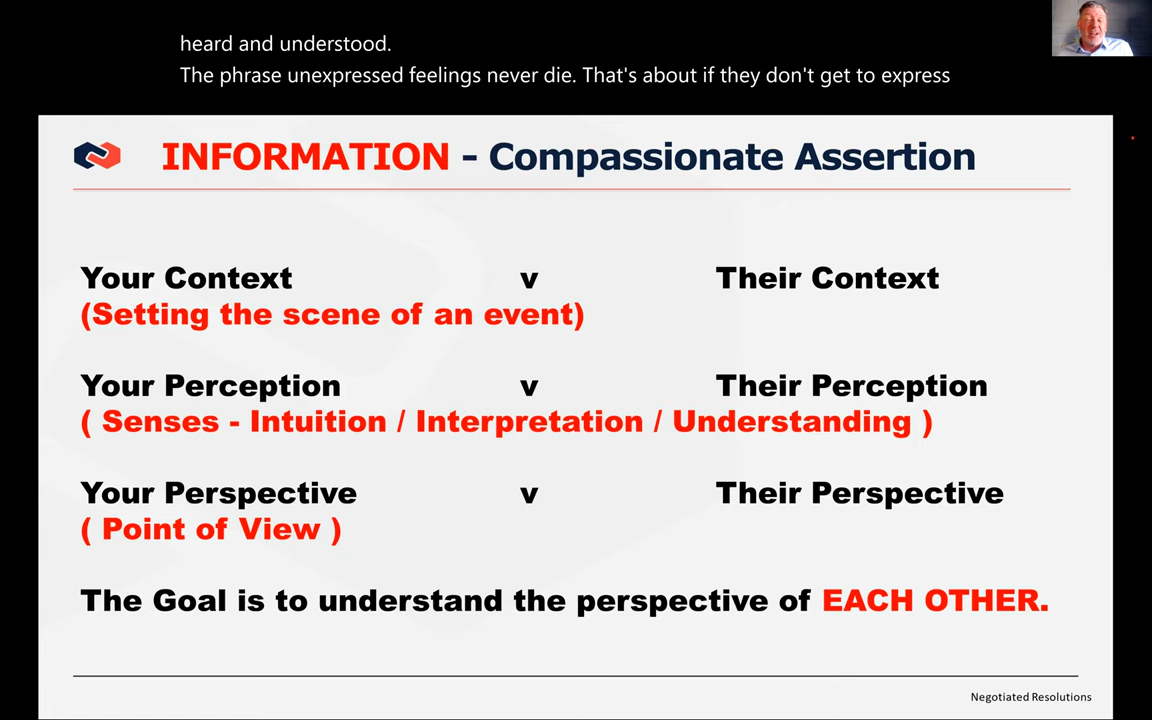 heard and understood.
The phrase unexpressed feelings never die. That's about if they don't get to express
INFORMATION - Compassionate Assertion
Your Context v Their Context
(Setting the scene of an event)
Your Perception v Their Perception
( Senses - Intuition / Interpretation / Understanding )
Your Perspective v Their Perspective
( Point of View )
The Goal is to understand the perspective of EACH OTHER.
Negotiated Resolutions